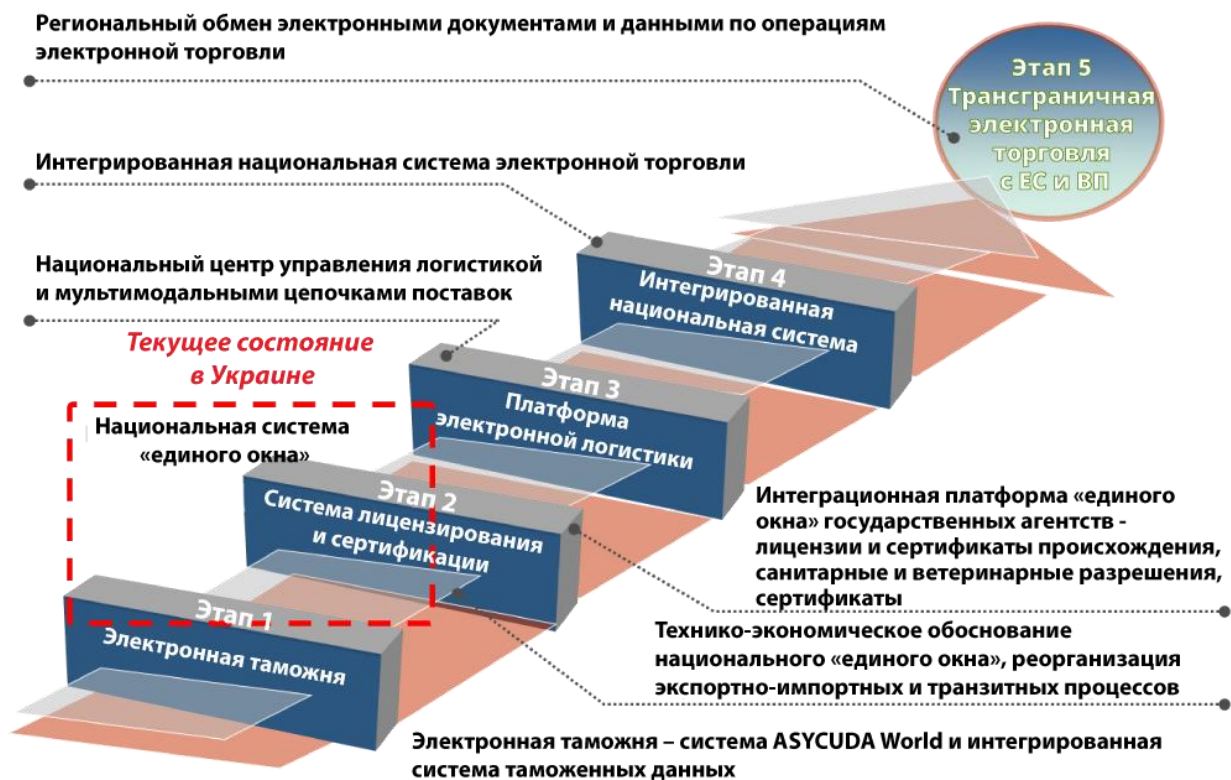 Региональный обмен электронными документами и данными по операциям
электронной торговли
Этап 5
Трансграничная
электронная
торговля
с ЕС и ВП
Интегрированная национальная система электронной торговли
Национальный центр управления логистикой
и мультимодальными цепочками поставок
Этап 4
Интегрированная
национальная система
Текущее состояние
в Украине
Этап 3
Платформа
электронной логистики
Национальная система
«единого окна»
Этап 2
Система лицензирования
и сертификации
Интеграционная платформа «единого
окна» государственных агентств -
лицензии и сертификаты происхождения,
санитарные и ветеринарные разрешения,
сертификаты
Этап 1
Электронная таможня
Технико-экономическое обоснование
национального «единого окна», реорганизация
экспортно-импортных и транзитных процессов
Электронная таможня – система ASYCUDA World и интегрированная
система таможенных данных